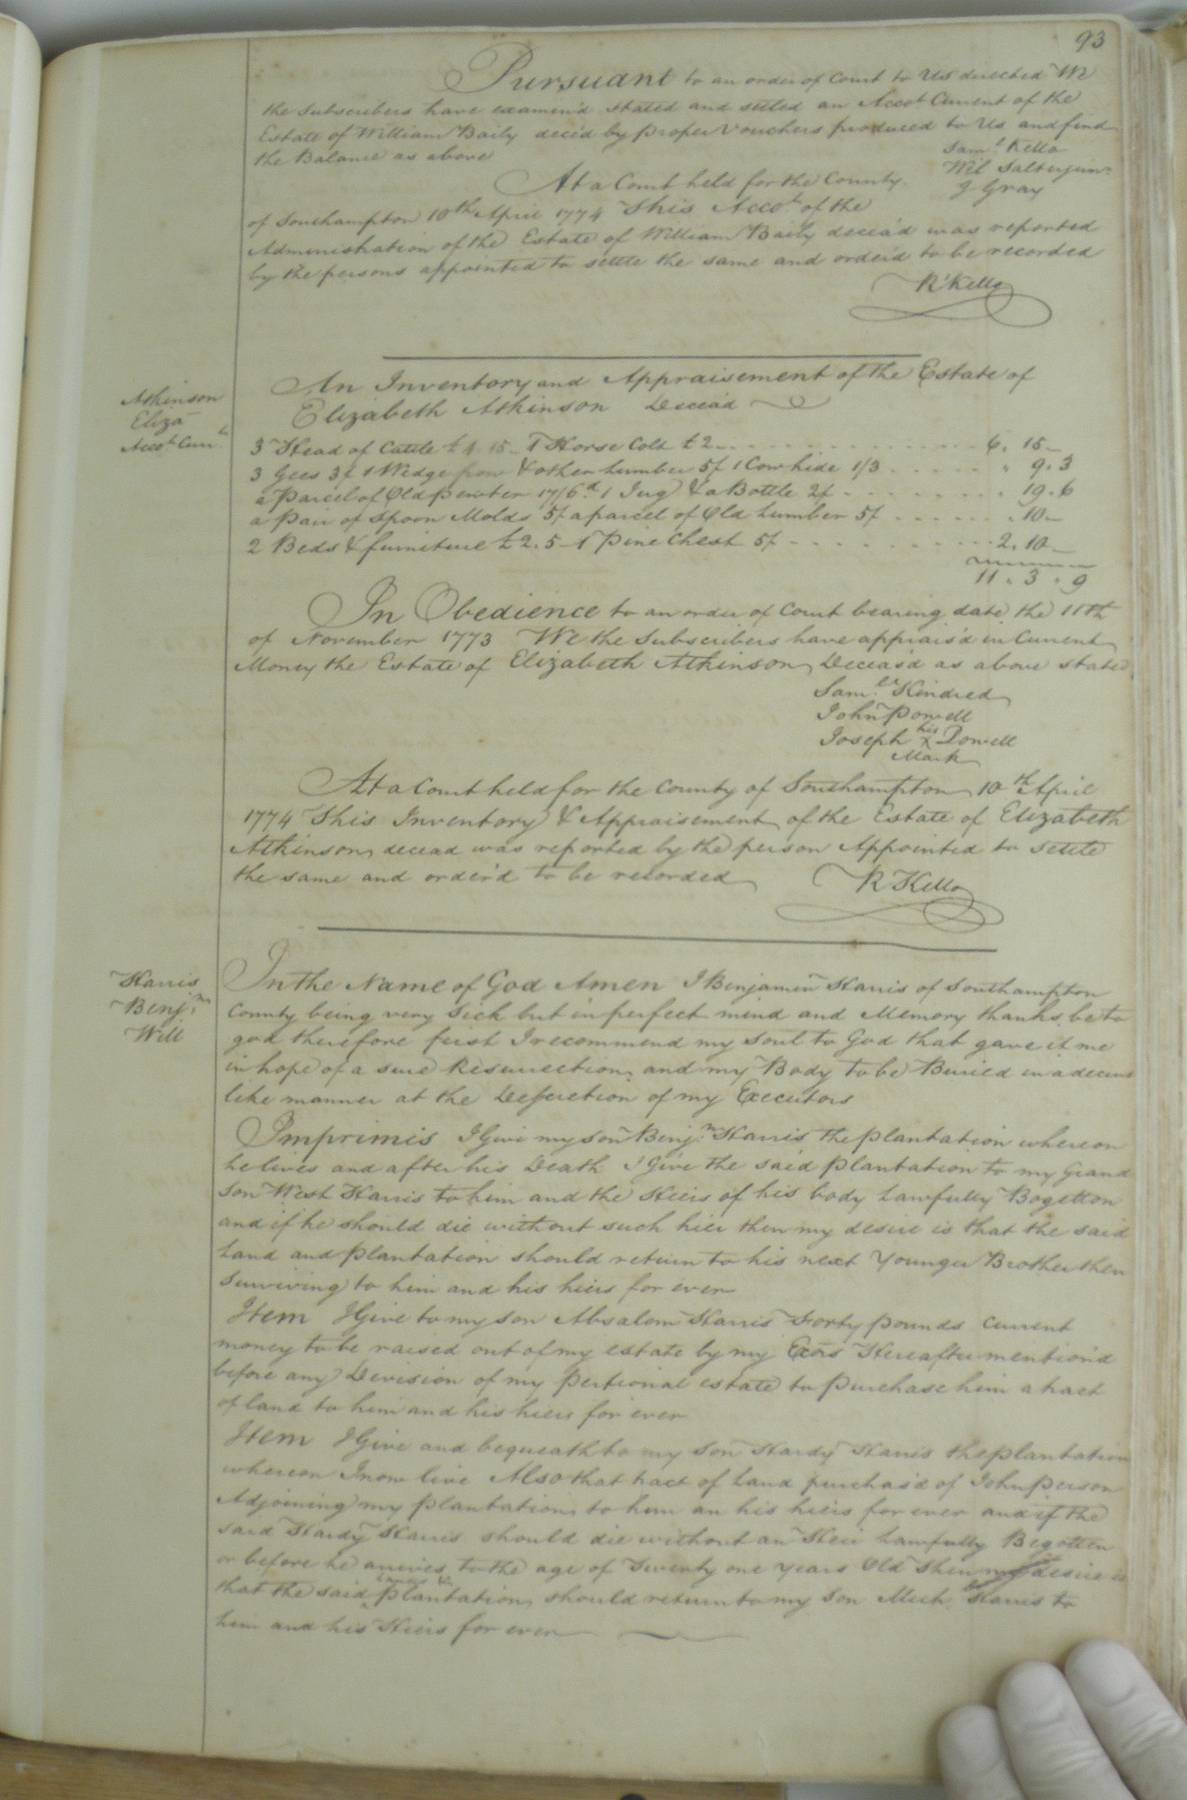 93
Pursuant to an order of Court to Us directed We
the Subscribers have examin'd stated and setled an Accot Current of the
Estate of William Baily deced by proper Vouchers produced to Us and find
the Balance as above
Saml Kello
Wil Salter junr
J Gray
At a Court held for the County
of Southampton 10th April 1774 This Accot of the
Administration of the Estate of William Baily deceas'd was reported
by the persons appointed to settle the same and order'd to be recorded
R Kello
Atkinson
Eliza
Accot Currt
An Inventory and Appraisement of the Estate of
Elizabeth Atkinson Deceas'd
3 Head of Cattle £4.15 1 Horse Colt £2 6.15
3 Gees 3/ 1 Wedge & other Lumber 5/ 1 Cow hide 1/3 " 9.3
a Parcel of Old Pewter 17/6d 1 Jug & a Bottle 2/ " 19.6
a Pair of Spoon Molds 5/ a parcel of Old Lumber 5/ " 10
2 Beds & furniture £2.5 1 Pine Chest 5/ 2.10
11.3.9
In Obedience to an order of Court bearing date the 11th
of November 1773 We the Subscribers have apprais'd in Current
Money the Estate of Elizabeth Atkinson Deceas'd as above stated
Saml Kindred
John Powell
Joseph his X Powell
Mark
At a Court held for the County of Southampton 10th April
1774 This Inventory & Appraisement of the Estate of Elizabeth
Atkinson decead was reported by the person Appointed to settle
the same and order'd to be recorded
R Kello
Harris
Benjmn
Will
In the Name of God Amen I Benjamin Harris of Southampton
County being very Sick but in perfect mind and Memory thanks be to
god therefore first I recommend my Soul to God that gave it me
in hope of a sure Resurrection and my Body to be Buried in a decent
like manner at the Desscretion of my Executors
Imprimis I Give my son Benjmn Harris the plantation whereon
he lives and after his Death I give the said plantation to my Grand
Son West Harris to him and the Heirs of his body Lawfully Begotton
and if he should die without such hier then my desire is that the said
Land and plantation should return to his next Younger Brother then
Surviving to him and his hiers for ever
Item I Give to my son Absalom Harris Forty pounds Current
money to be raised out of my estate by my Exors Hereafter mention'd
before any Devision of my pertional estate to purchase him a tract
of land to him and his hiers for ever
Item I Give and bequeath to my Son Hardy Harris the plantation
whereon I now live Also that tract of Land purchas'd of John Person
Adjoining my plantation to him an his hiers for ever and if the
said Hardy Harris should die without an Heir Lawfully Begotten
or before he arrives to the age of Twenty one years Old Then my desire is
that the said plantation should return to my Son Mich Harris to
him and his Hiers for ever